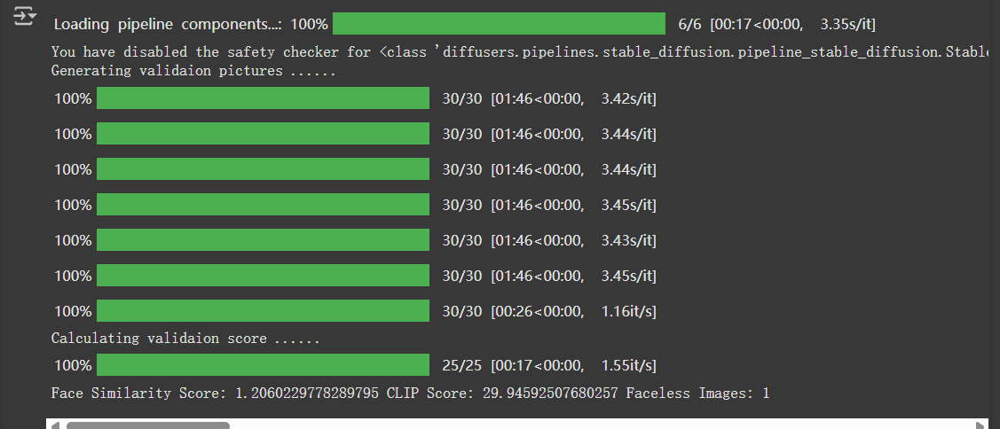 Loading pipeline components...: 100% 6/6 [00:17<00:00, 3.35s/it]
You have disabled the safety checker for <class 'diffusers.pipelines.stable_diffusion.pipeline_stable_diffusion.Stable
Generating validaion pictures ......
100% 30/30 [01:46<00:00, 3.42s/it]
100% 30/30 [01:46<00:00, 3.44s/it]
100% 30/30 [01:46<00:00, 3.44s/it]
100% 30/30 [01:46<00:00, 3.45s/it]
100% 30/30 [01:46<00:00, 3.43s/it]
100% 30/30 [01:46<00:00, 3.45s/it]
100% 30/30 [00:26<00:00, 1.16it/s]
Calculating validaion score ......
100% 25/25 [00:17<00:00, 1.55it/s]
Face Similarity Score: 1.2060229778289795 CLIP Score: 29.94592507680257 Faceless Images: 1